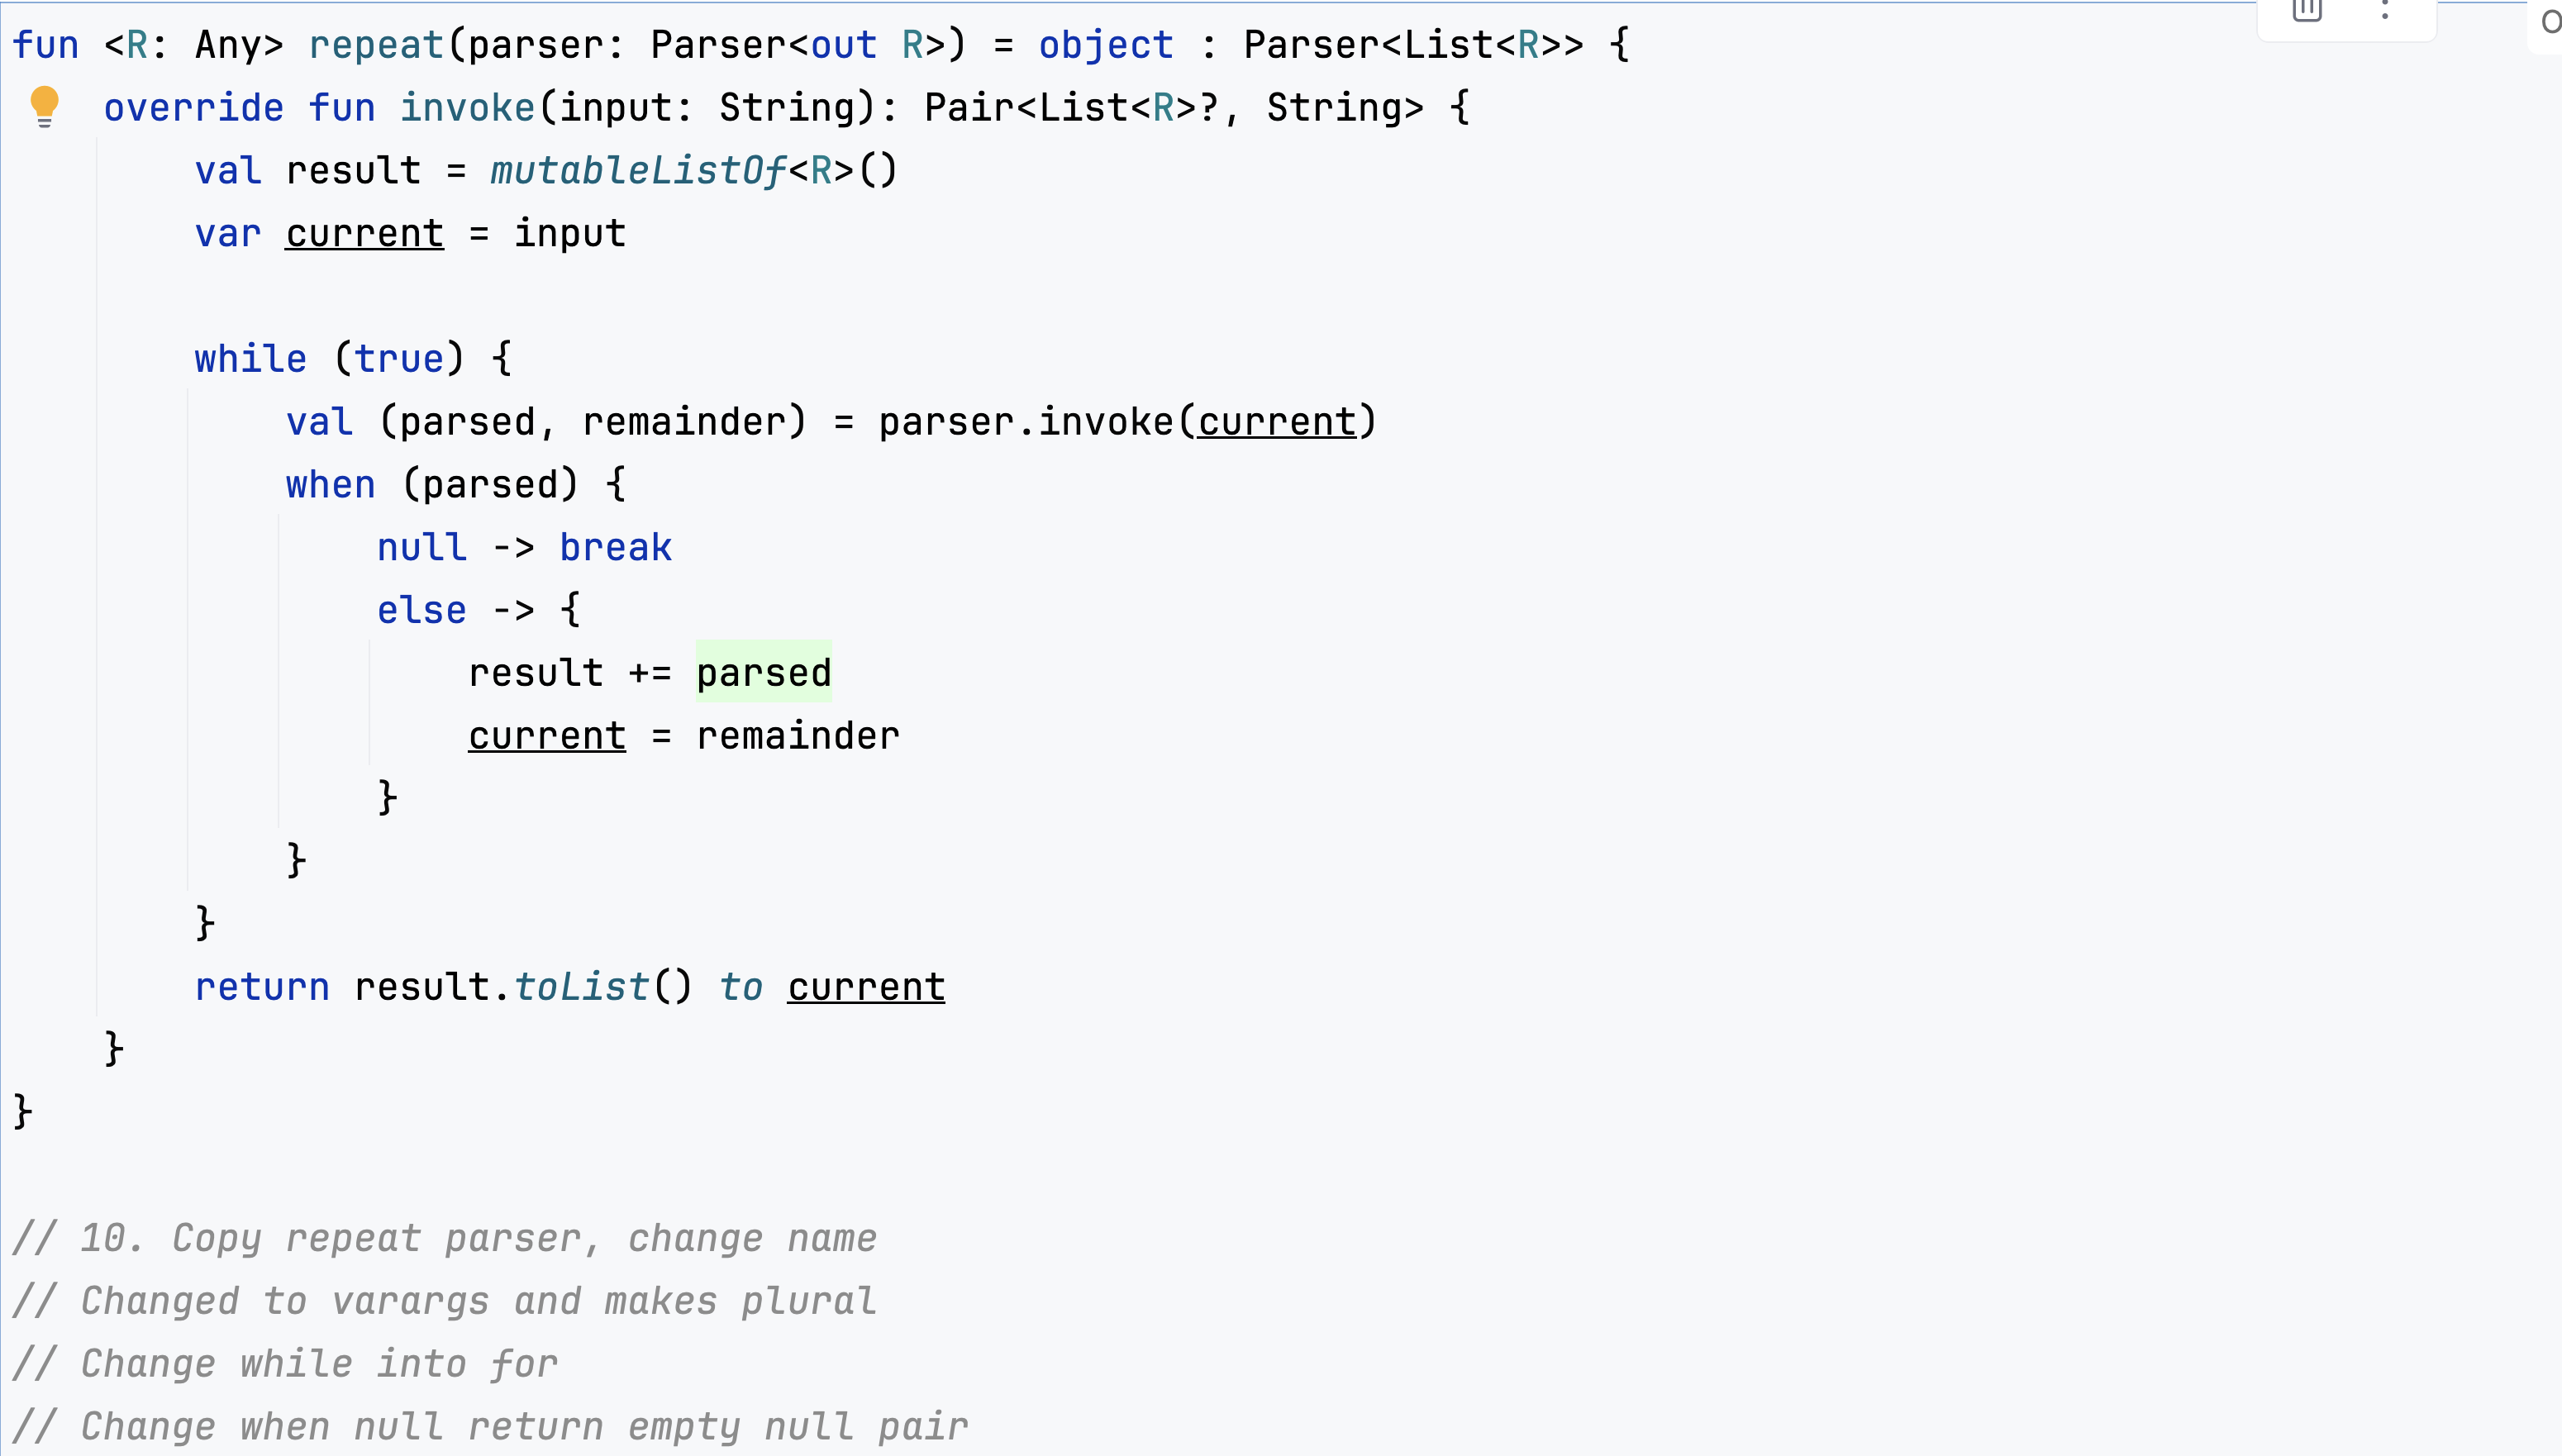 fun <R: Any> repeat(parser: Parser<out R>) = object : Parser<List<R>> {
    override fun invoke(input: String): Pair<List<R>?, String> {
        val result = mutableListOf<R>()
        var current = input

        while (true) {
            val (parsed, remainder) = parser.invoke(current)
            when (parsed) {
                null -> break
                else -> {
                    result += parsed
                    current = remainder
                }
            }
        }
        return result.toList() to current
    }
}

// 10. Copy repeat parser, change name
// Changed to varargs and makes plural
// Change while into for
// Change when null return empty null pair